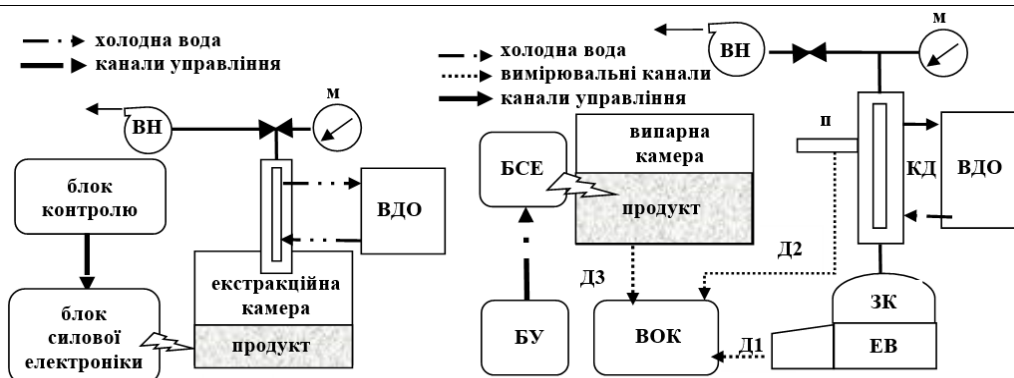 холодна вода
канали управління
м
ВН
блок
контролю
ВДО
екстракційна
камера
блок
силової
електроніки
продукт
холодна вода
вимірювальні канали
канали управління
м
ВН
п
випарна
камера
БСЕ
продукт
КД
ВДО
Д3
Д2
БУ
ВОК
Д1
ЗК
ЕВ